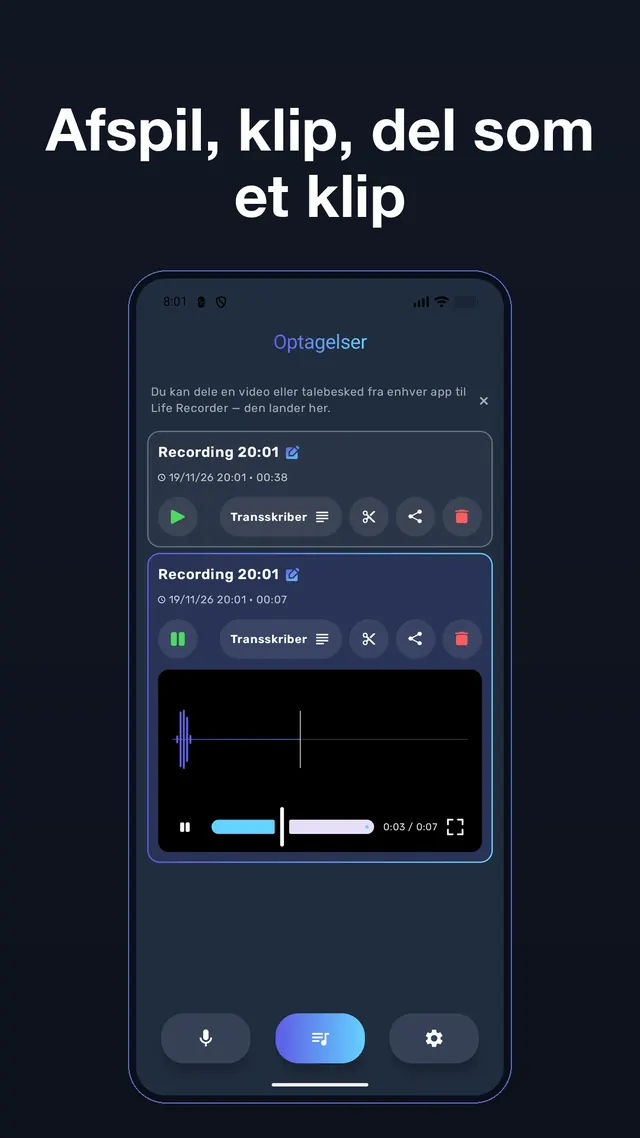 Afspil, klip, del som
et klip
8:01
Optagelser
Du kan dele en video eller talebesked fra enhver app til
Life Recorder — den lander her.
Recording 20:01
19/11/26 20:01 • 00:38
Transskriber
Recording 20:01
19/11/26 20:01 • 00:07
Transskriber
0:03 / 0:07